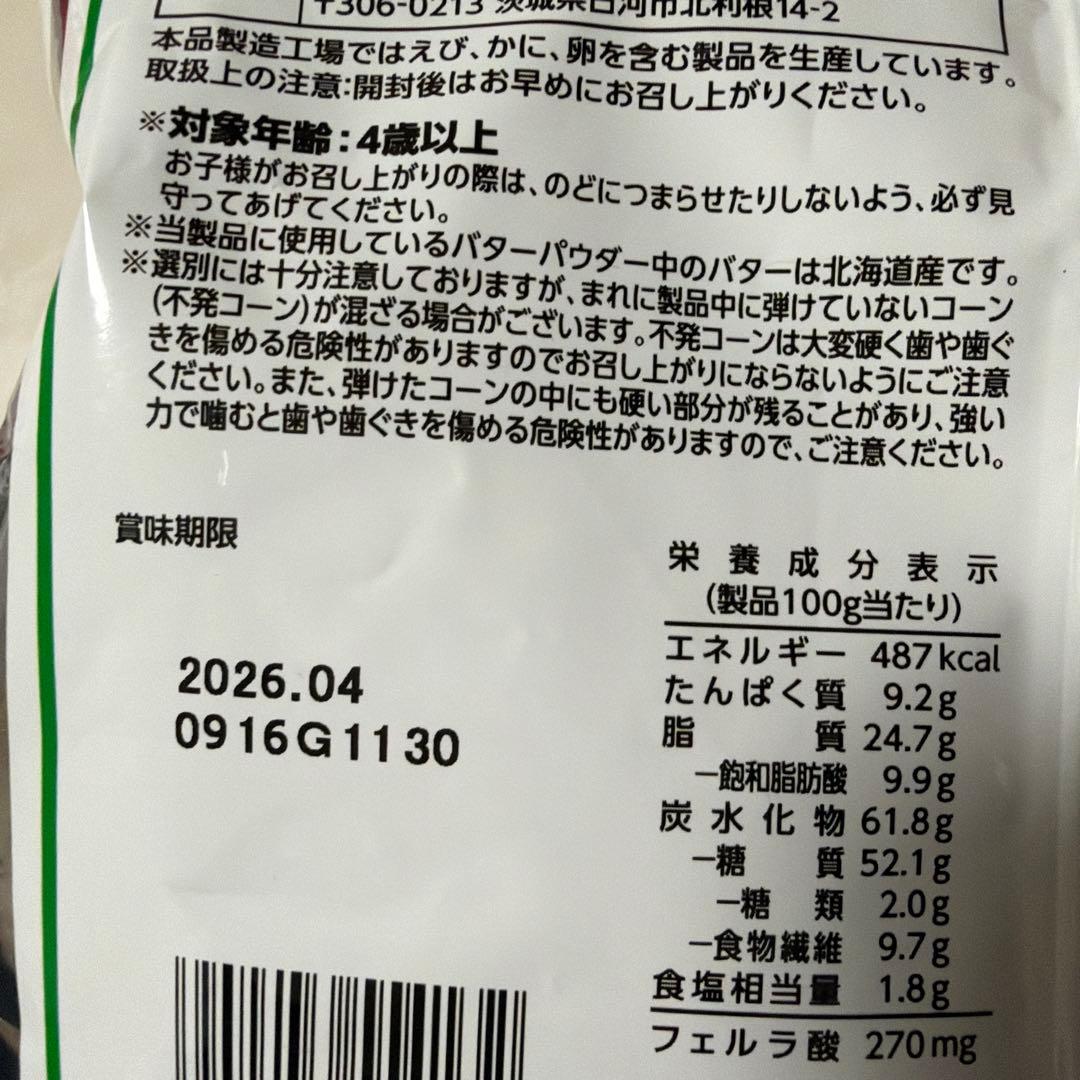 〒306-0213 茨城県古河市北利根14-2
本品製造工場ではえび、かに、卵を含む製品を生産しています。
取扱上の注意:開封後はお早めにお召し上がりください。
※対象年齢:4歳以上
お子様がお召し上がりの際は、のどにつまらせたりしないよう、必ず見
守ってあげてください。
※当製品に使用しているバターパウダー中のバターは北海道産です。
※選別には十分注意しておりますが、まれに製品中に弾けていないコーン
(不発コーン)が混ざる場合がございます。不発コーンは大変硬く歯や歯ぐ
きを傷める危険性がありますのでお召し上がりにならないようにご注意
ください。また、弾けたコーンの中にも硬い部分が残ることがあり、強い
力で噛むと歯や歯ぐきを傷める危険性がありますので、ご注意ください。
賞味期限
2026.04
0916G1130
栄養成分表示
(製品100g当たり)
エネルギー 487kcal
たんぱく質 9.2g
脂質 24.7g
－飽和脂肪酸 9.9g
炭水化物 61.8g
－糖質 52.1g
－糖類 2.0g
－食物繊維 9.7g
食塩相当量 1.8g
フェルラ酸 270mg